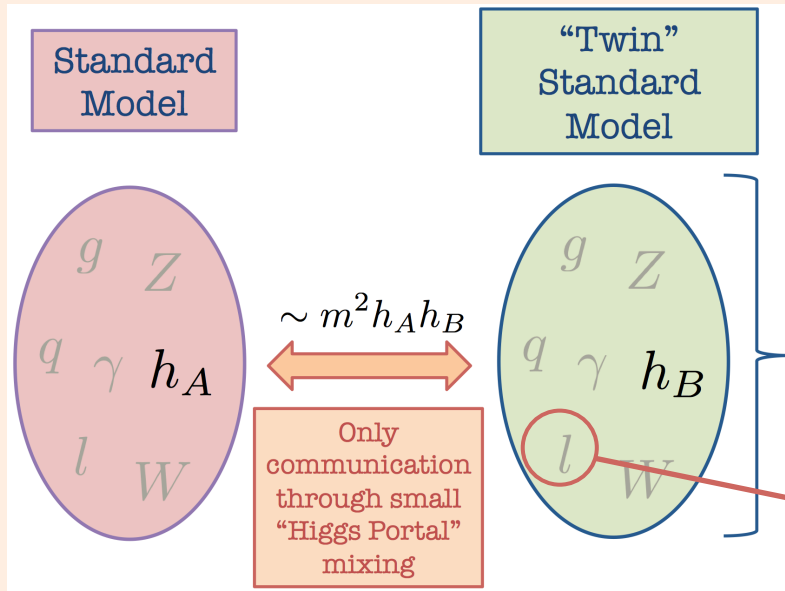 Standard
Model
“Twin”
Standard
Model
g Z
q γ h_A
l W
∼ m²h_Ah_B
Only
communication
through small
“Higgs Portal”
mixing
g Z
q γ h_B
l W